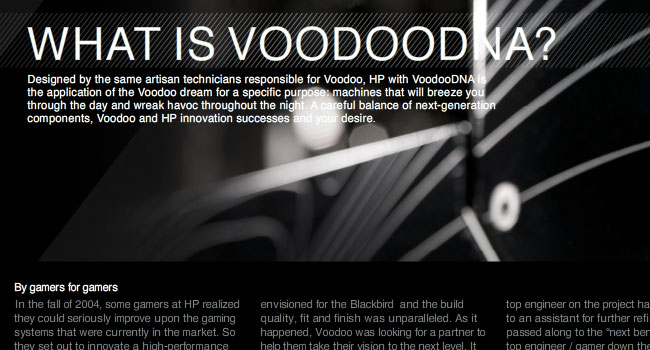 WHAT IS VOODOODNA?
Designed by the same artisan technicians responsible for Voodoo, HP with VoodooDNA is
the application of the Voodoo dream for a specific purpose: machines that will breeze you
through the day and wreak havoc throughout the night. A careful balance of next-generation
components, Voodoo and HP innovation successes and your desire.
By gamers for gamers
In the fall of 2004, some gamers at HP realized
they could seriously improve upon the gaming
systems that were currently in the market. So
they set out to innovate a high-performance
envisioned for the Blackbird and the build
quality, fit and finish was unparalleled. As it
happened, Voodoo was looking for a partner to
help them take their vision to the next level. It
top engineer on the project ha
to an assistant for further refi
passed along to the "next ben
top engineer / gamer down the